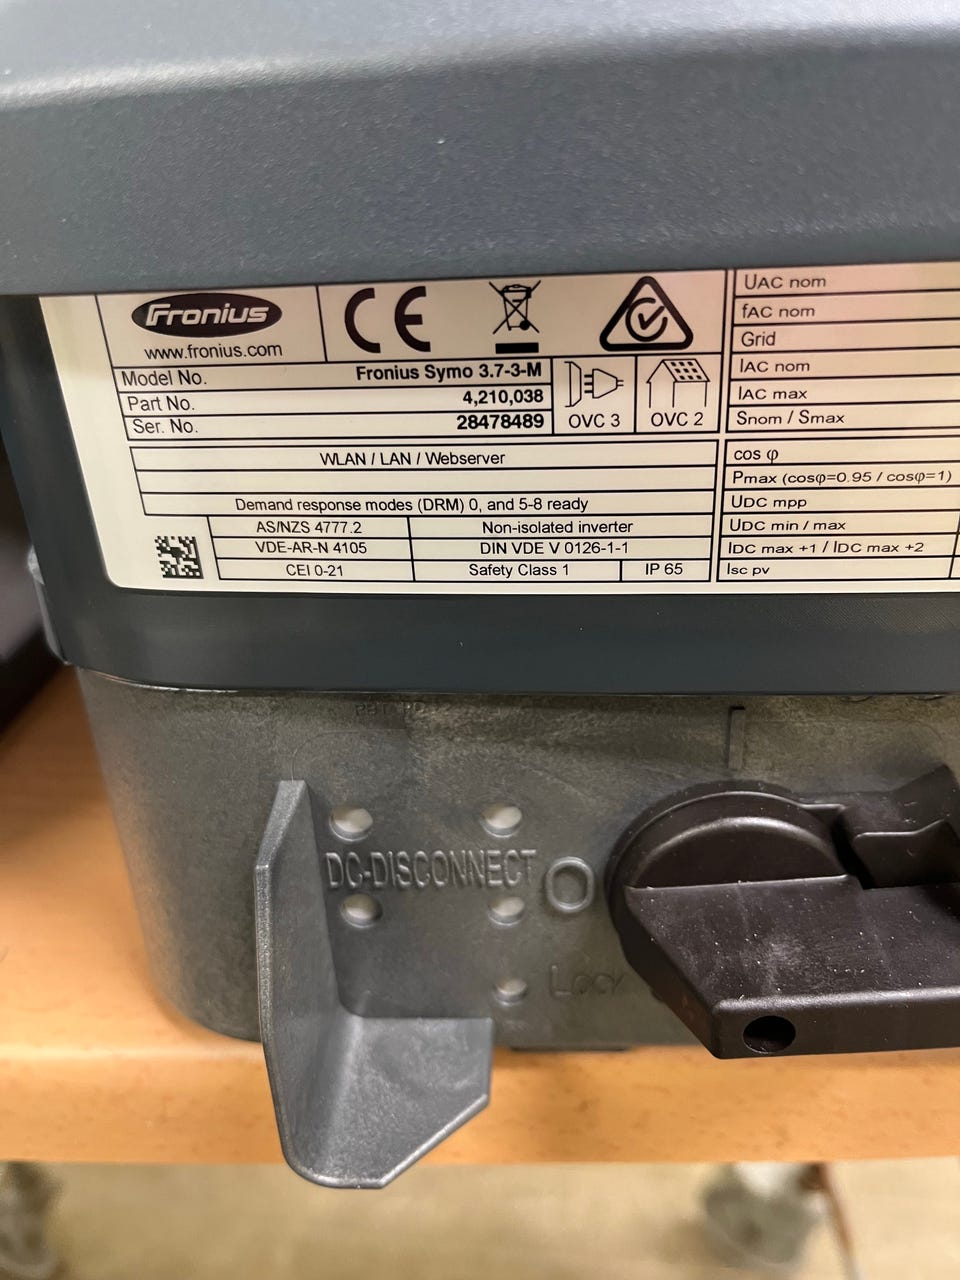 Fronius
www.fronius.com
CE
Model No. Fronius Symo 3.7-3-M
Part No. 4,210,038
Ser. No. 28478489
OVC 3
OVC 2
WLAN / LAN / Webserver
Demand response modes (DRM) 0, and 5-8 ready
AS/NZS 4777.2 Non-isolated inverter
VDE-AR-N 4105 DIN VDE V 0126-1-1
CEI 0-21 Safety Class 1 IP 65
UAC nom
fAC nom
Grid
IAC nom
IAC max
Snom / Smax
cos φ
Pmax (cosφ=0.95 / cosφ=1)
UDC mpp
UDC min / max
IDC max +1 / IDC max +2
Isc pv
DC-DISCONNECT O
Lock